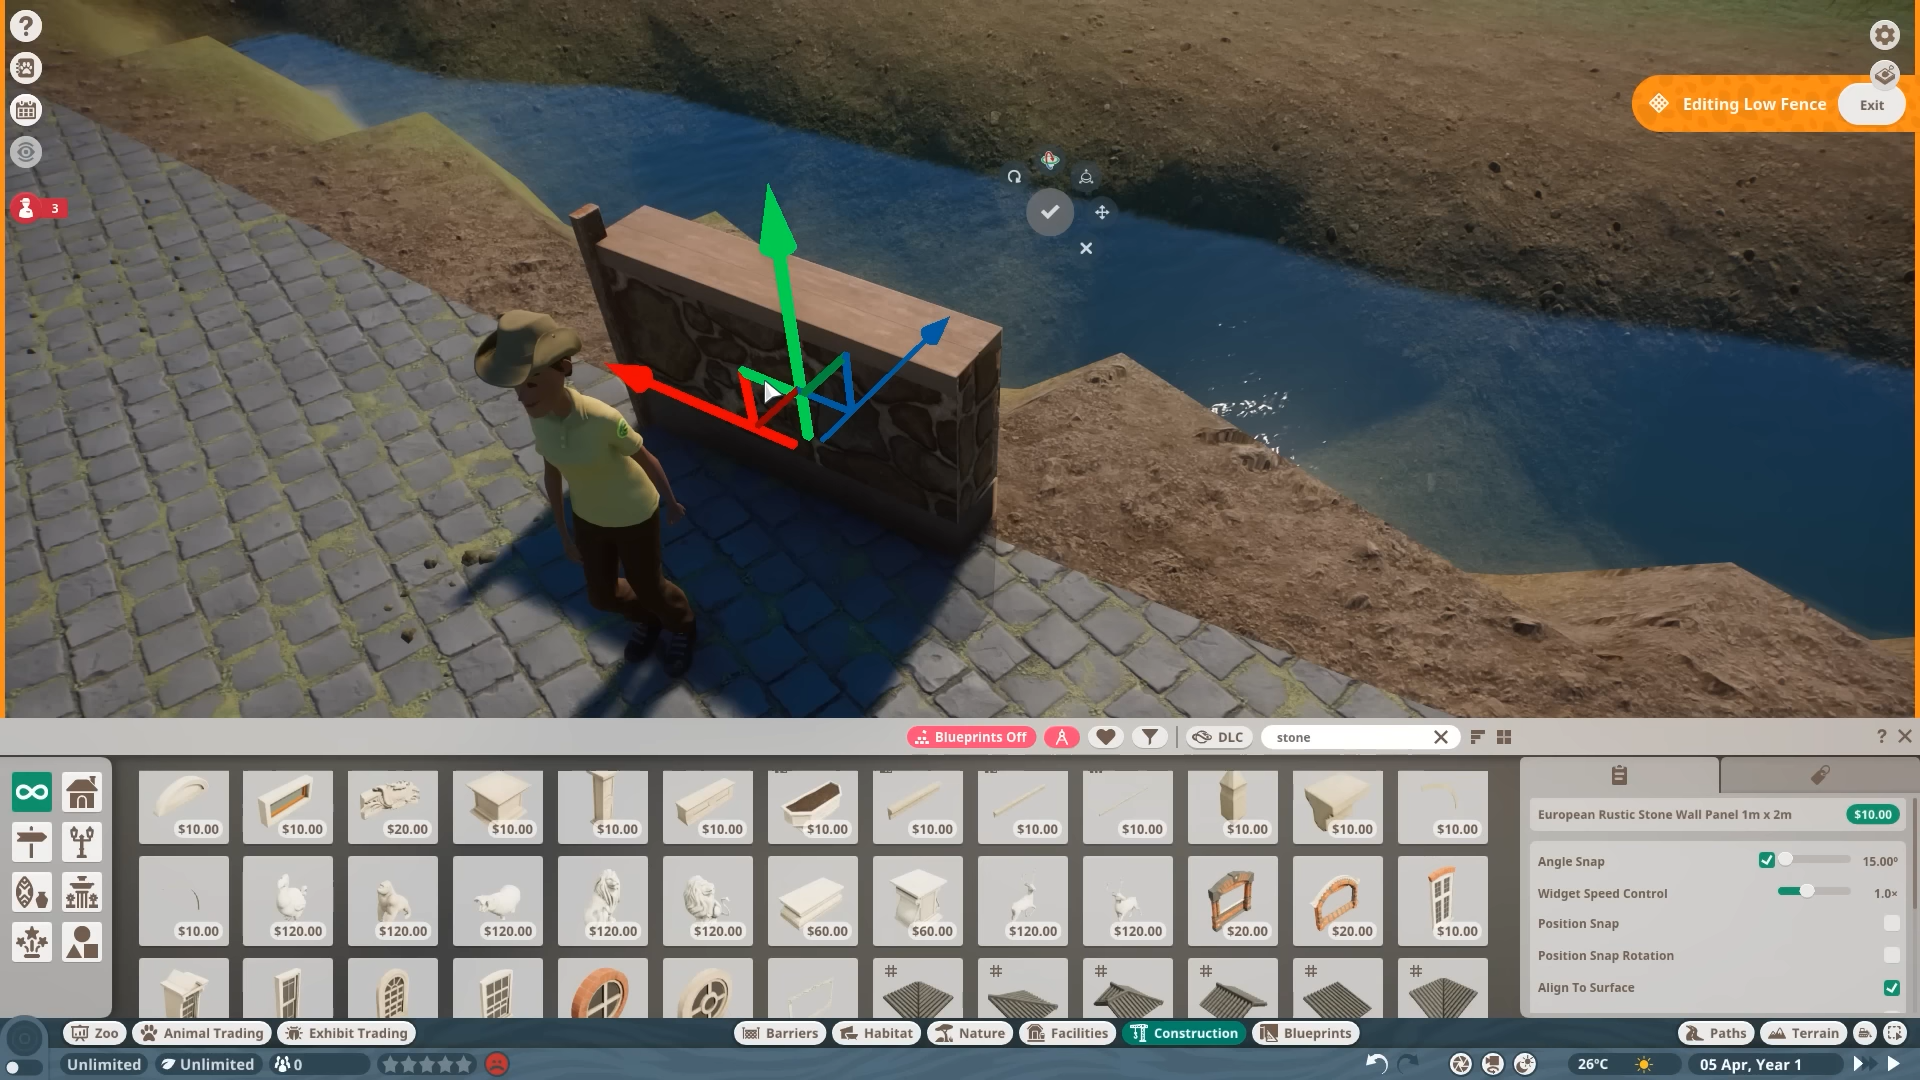 Editing Low Fence
Exit
3
Blueprints Off
DLC
stone
?
$10.00 $10.00 $20.00 $10.00 $10.00 $10.00 $10.00 $10.00 $10.00 $10.00 $10.00 $10.00 $10.00
$10.00 $120.00 $120.00 $120.00 $120.00 $120.00 $60.00 $60.00 $120.00 $120.00 $20.00 $20.00 $10.00
# # # # # #
European Rustic Stone Wall Panel 1m x 2m $10.00
Angle Snap 15.00º
Widget Speed Control 1.0×
Position Snap
Position Snap Rotation
Align To Surface
Zoo Animal Trading Exhibit Trading Barriers Habitat Nature Facilities Construction Blueprints Paths Terrain
Unlimited Unlimited 0 26°C 05 Apr, Year 1